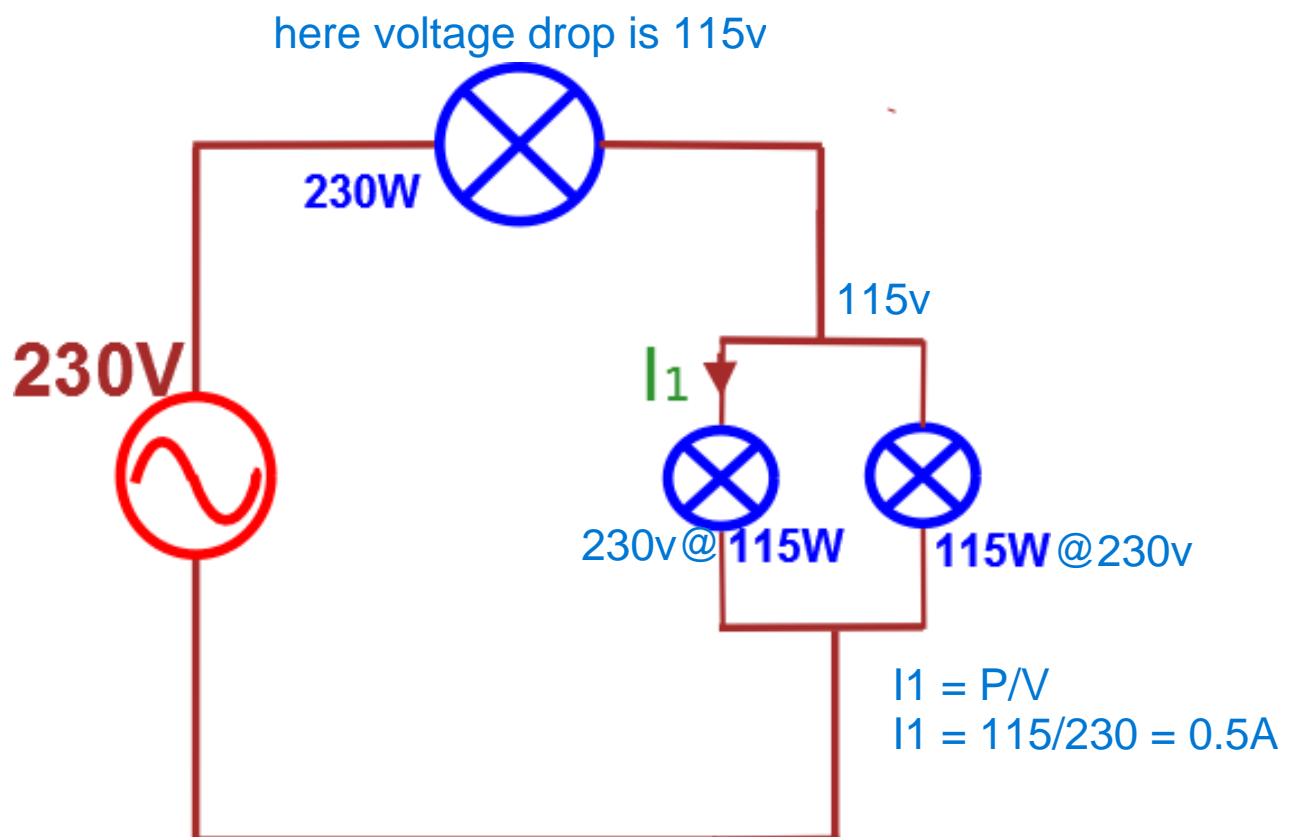 here voltage drop is 115v
230W
115v
230V
I1
230v@ 115W
115W @230v
I1 = P/V
I1 = 115/230 = 0.5A